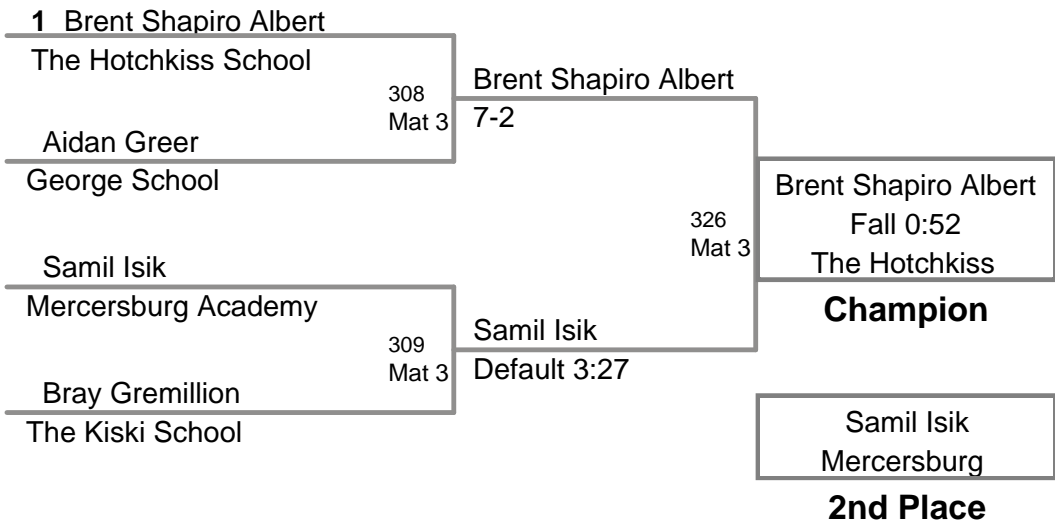 1 Brent Shapiro Albert
The Hotchkiss School
308
Mat 3
Aidan Greer
George School
Brent Shapiro Albert
7-2
Samil Isik
Mercersburg Academy
309
Mat 3
Bray Gremillion
The Kiski School
Samil Isik
Default 3:27
326
Mat 3
Brent Shapiro Albert
Fall 0:52
The Hotchkiss
Champion
Samil Isik
Mercersburg
2nd Place